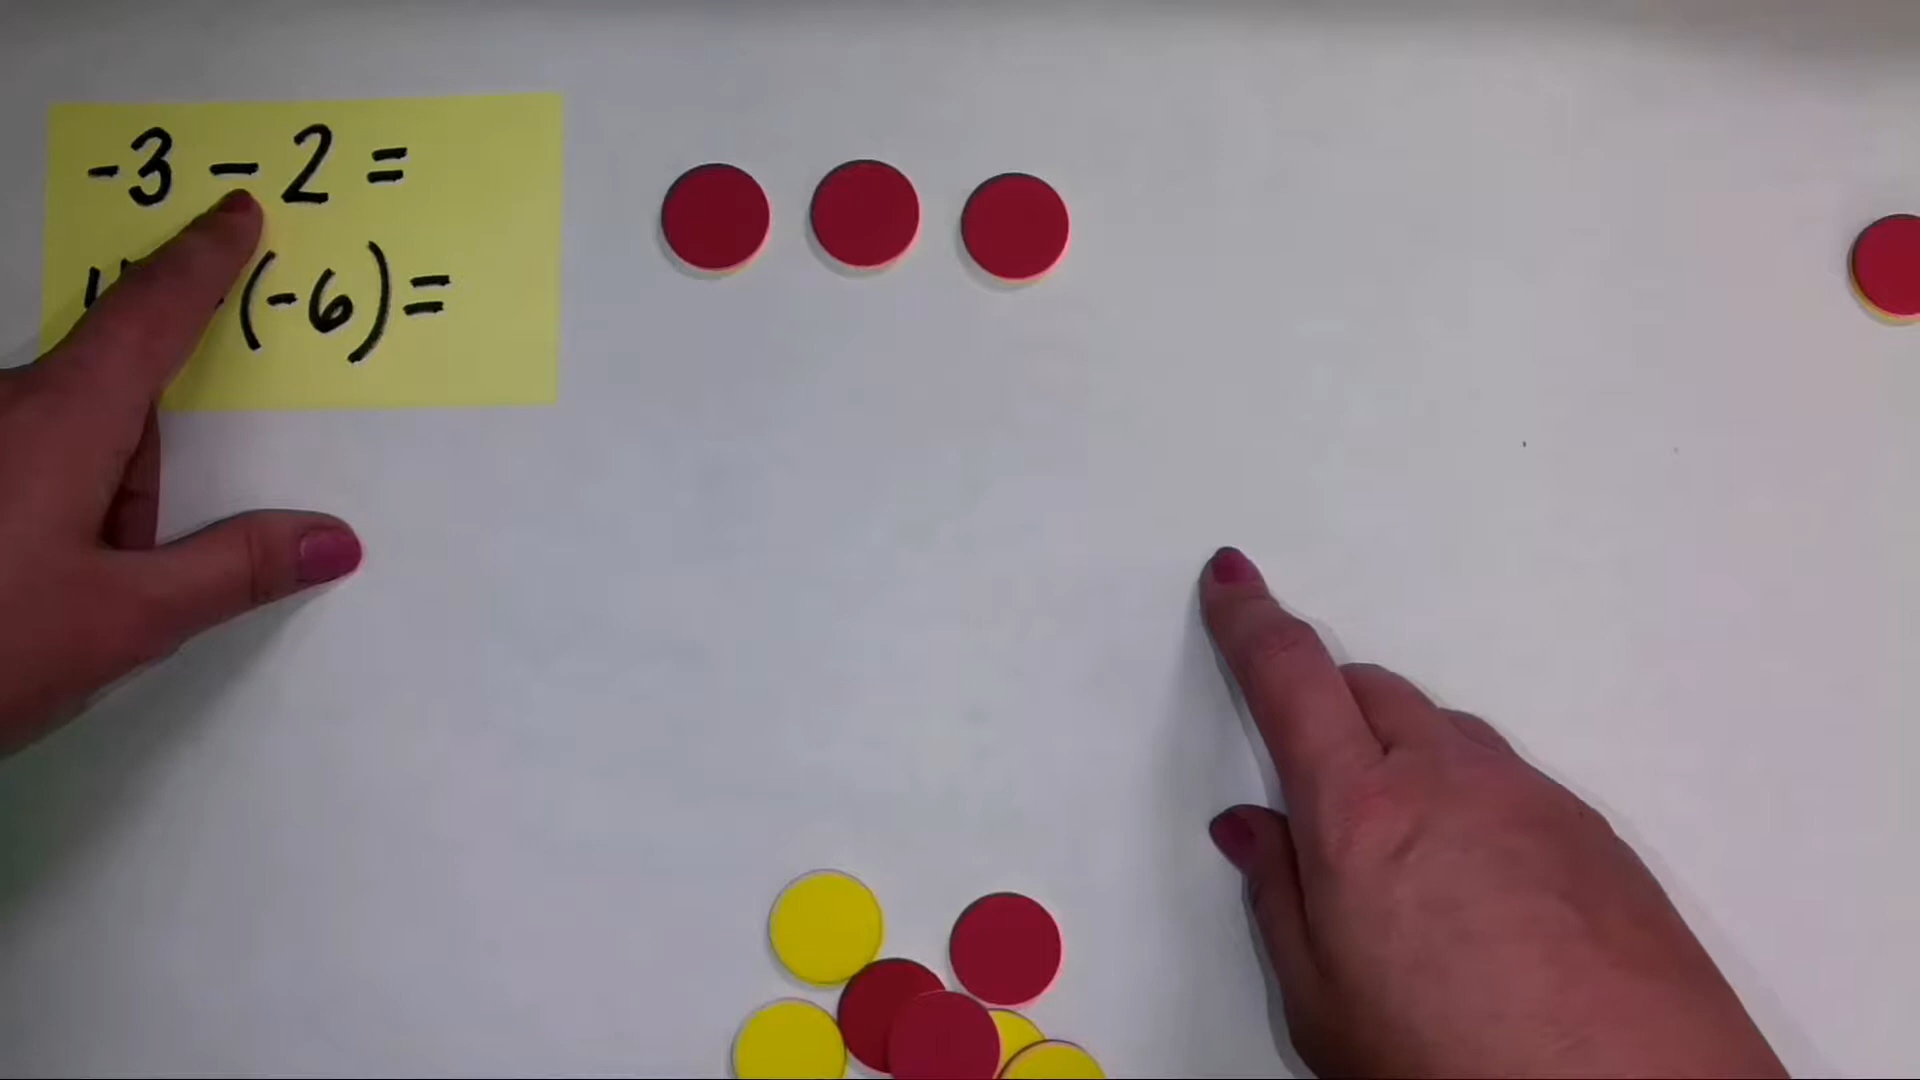 -3 - 2 =
(-6) =